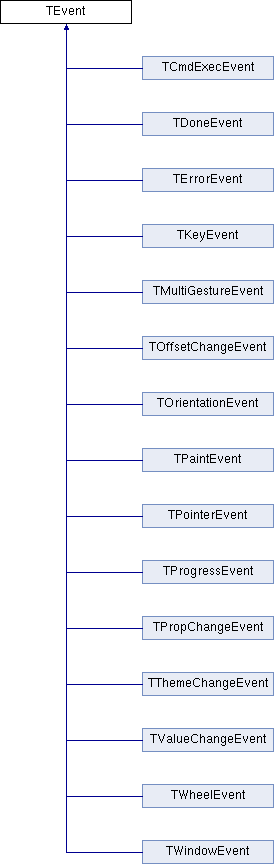 TEvent
TCmdExecEvent
TDoneEvent
TErrorEvent
TKeyEvent
TMultiGestureEvent
TOffsetChangeEvent
TOrientationEvent
TPaintEvent
TPointerEvent
TProgressEvent
TPropChangeEvent
TThemeChangeEvent
TValueChangeEvent
TWheelEvent
TWindowEvent